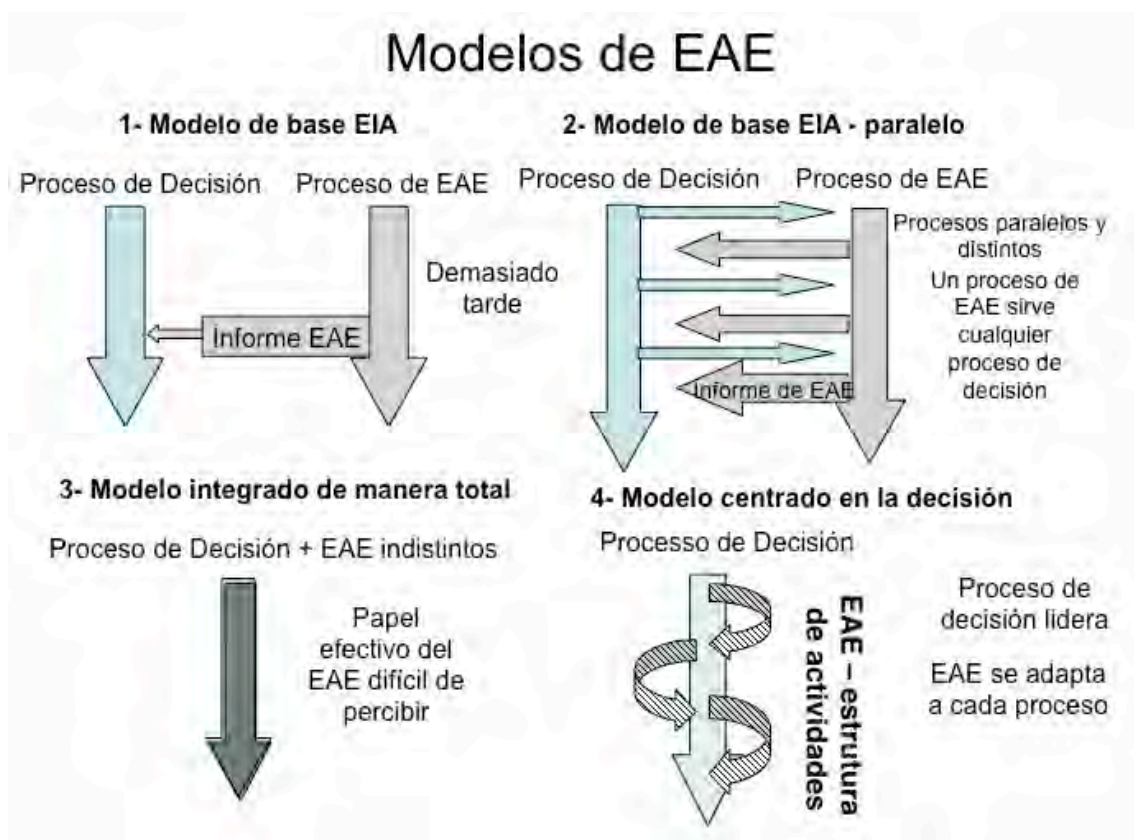 Modelos de EAE
1- Modelo de base EIA
Proceso de Decisión
Proceso de EAE
Demasiado
tarde
Informe EAE
2- Modelo de base EIA - paralelo
Proceso de Decisión
Proceso de EAE
Procesos paralelos y
distintos
Un proceso de
EAE sirve
cualquier
proceso de
decisión
Informe de EAE
3- Modelo integrado de manera total
Proceso de Decisión + EAE indistintos
Papel
efectivo del
EAE difícil de
percibir
4- Modelo centrado en la decisión
Processo de Decisión
EAE – estrutura
de actividades
Proceso de
decisión lidera
EAE se adapta
a cada proceso